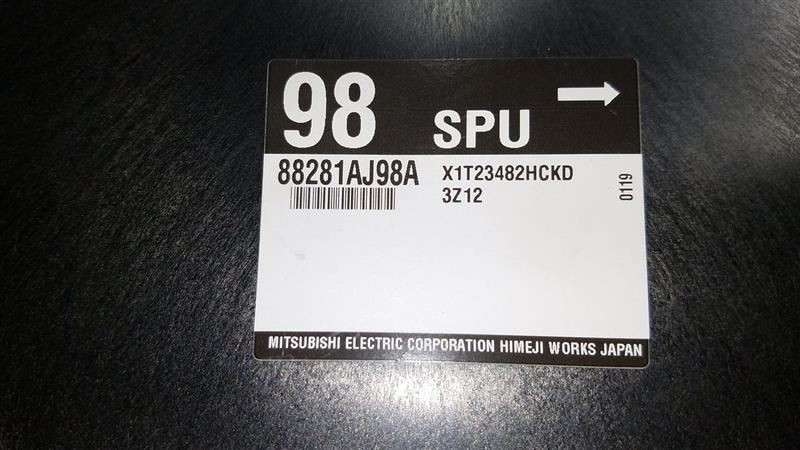 98 SPU
88281AJ98A X1T23482HCKD
3Z12
0119
MITSUBISHI ELECTRIC CORPORATION HIMEJI WORKS JAPAN